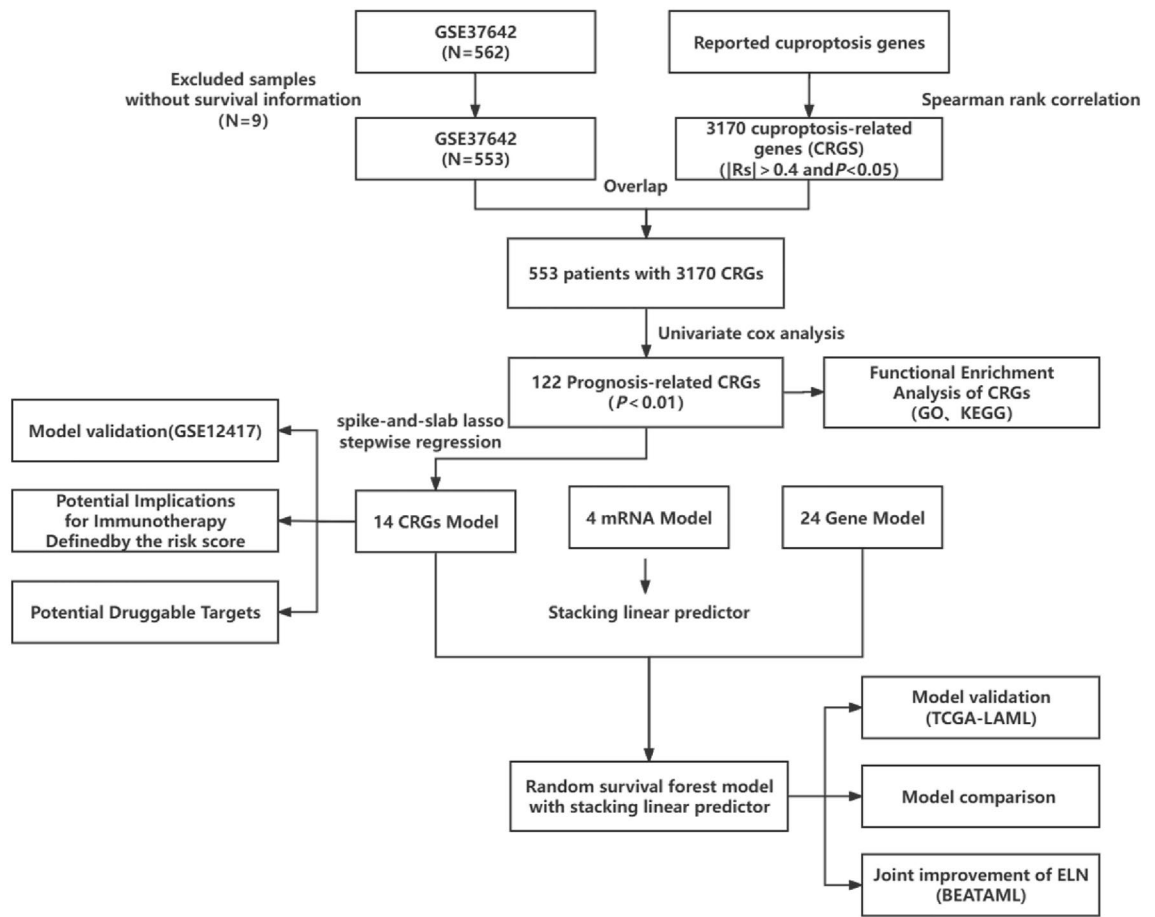 GSE37642
(N=562)
Reported cuproptosis genes
Excluded samples
without survival information
(N=9)
Spearman rank correlation
GSE37642
(N=553)
3170 cuproptosis-related
genes (CRGS)
(|Rs| > 0.4 andP<0.05)
Overlap
553 patients with 3170 CRGs
Univariate cox analysis
122 Prognosis-related CRGs
(P< 0.01)
Functional Enrichment
Analysis of CRGs
(GO、KEGG)
spike-and-slab lasso
stepwise regression
Model validation(GSE12417)
Potential Implications
for Immunotherapy
Definedby the risk score
Potential Druggable Targets
14 CRGs Model
4 mRNA Model
24 Gene Model
Stacking linear predictor
Random survival forest model
with stacking linear predictor
Model validation
(TCGA-LAML)
Model comparison
Joint improvement of ELN
(BEATAML)